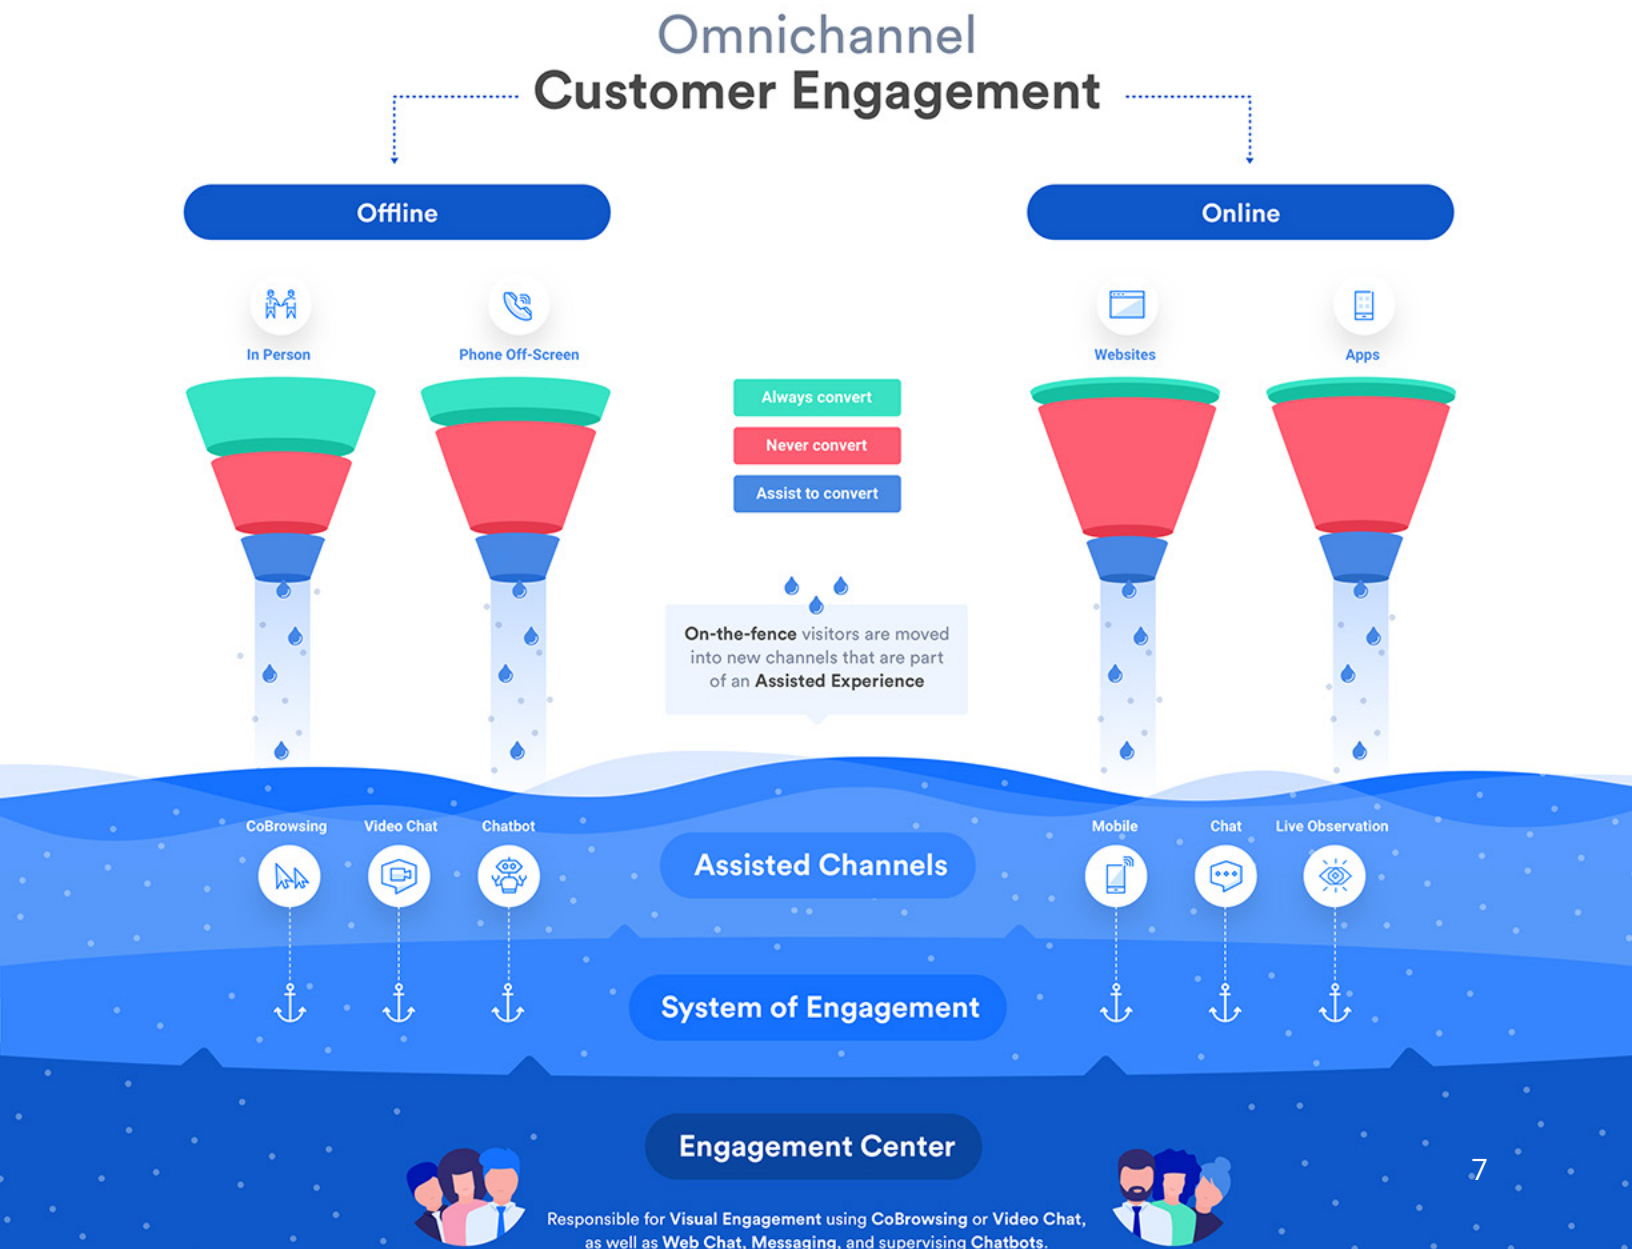 Omnichannel
Customer Engagement
Offline
Online
In Person
Phone Off-Screen
Websites
Apps
Always convert
Never convert
Assist to convert
On-the-fence visitors are moved
into new channels that are part
of an Assisted Experience
CoBrowsing
Video Chat
Chatbot
Assisted Channels
Mobile
Chat
Live Observation
System of Engagement
Engagement Center
7
Responsible for Visual Engagement using CoBrowsing or Video Chat,
as well as Web Chat, Messaging, and supervising Chatbots.